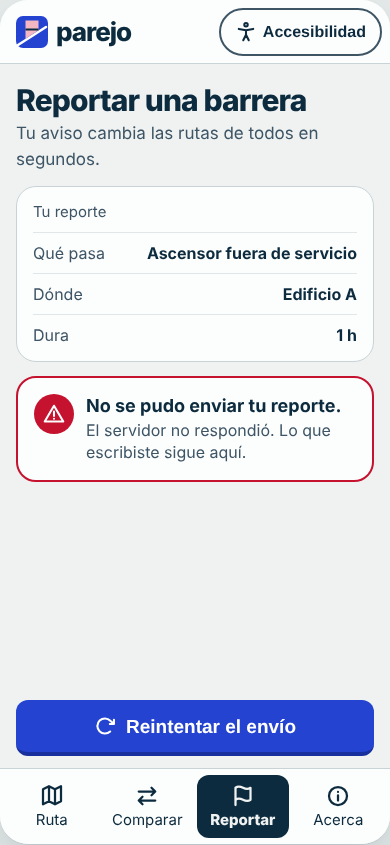 parejo
Accesibilidad
Reportar una barrera
Tu aviso cambia las rutas de todos en
segundos.
Tu reporte
Qué pasa Ascensor fuera de servicio
Dónde Edificio A
Dura 1 h
No se pudo enviar tu reporte.
El servidor no respondió. Lo que
escribiste sigue aquí.
Reintentar el envío
Ruta Comparar Reportar Acerca